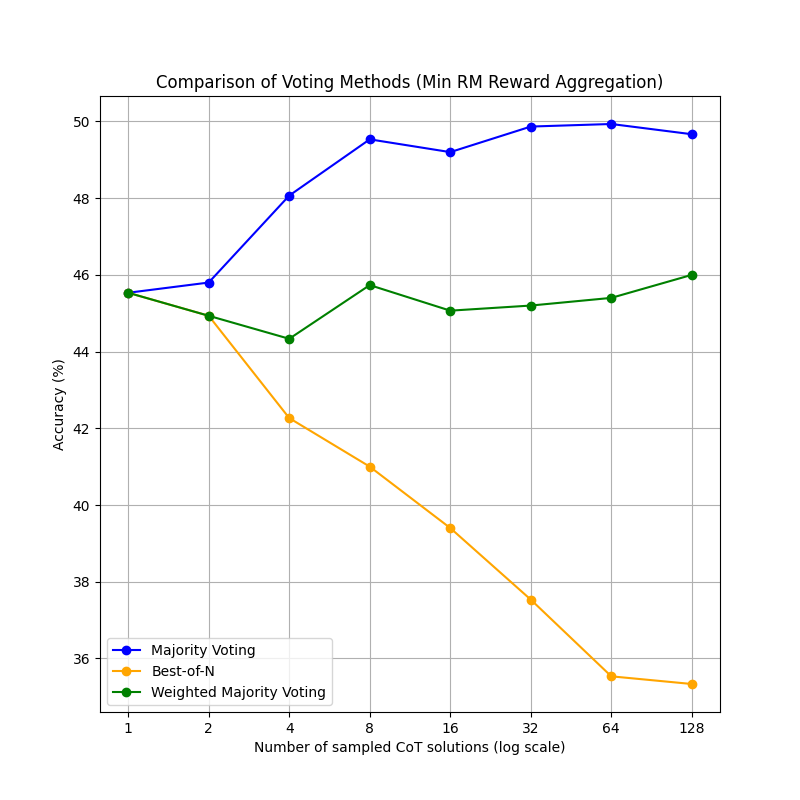 Comparison of Voting Methods (Min RM Reward Aggregation)
Accuracy (%)
50
48
46
44
42
40
38
36
Majority Voting
Best-of-N
Weighted Majority Voting
1 2 4 8 16 32 64 128
Number of sampled CoT solutions (log scale)